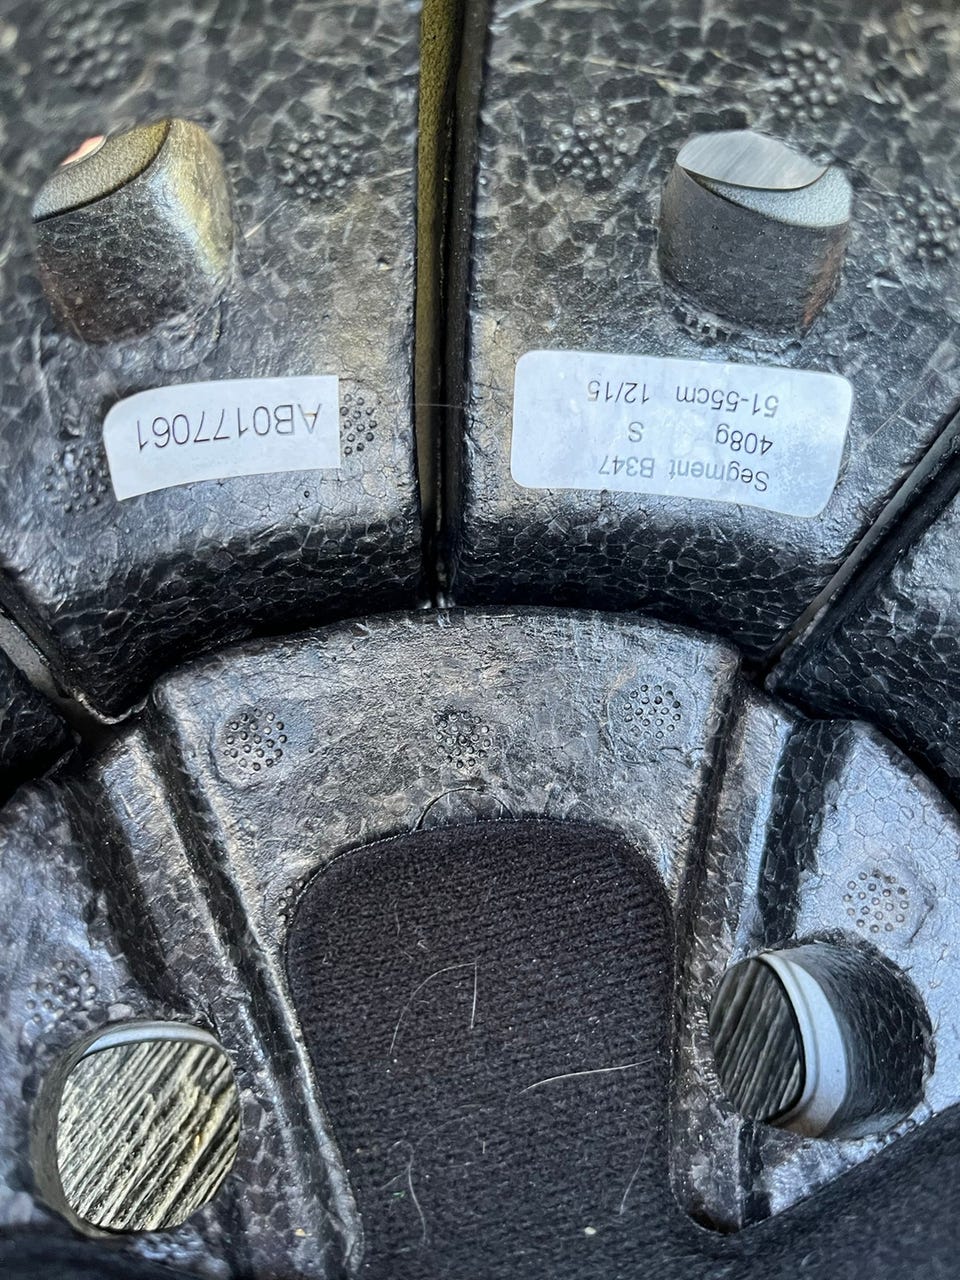 Segment B347
408g S
51-55cm 12/15
AB0177061